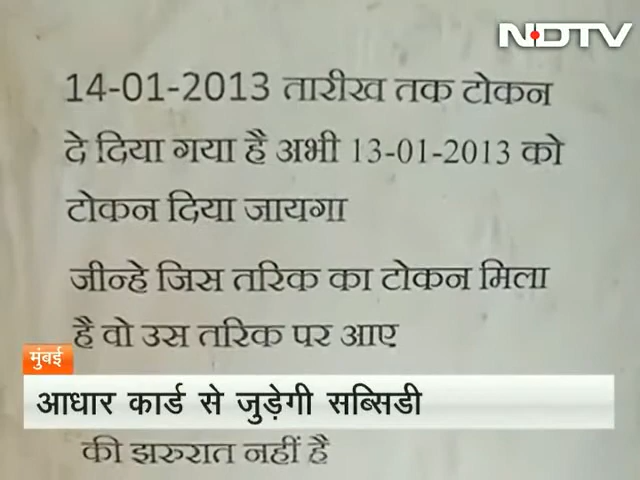 NDTV
14-01-2013 तारीख तक टोकन
दे दिया गया है अभी 13-01-2013 को
टोकन दिया जायगा
जीन्हे जिस तरिक का टोकन मिला
है वो उस तरिक पर आए
मुंबई
आधार कार्ड से जुड़ेगी सब्सिडी
की झरुरात नहीं है